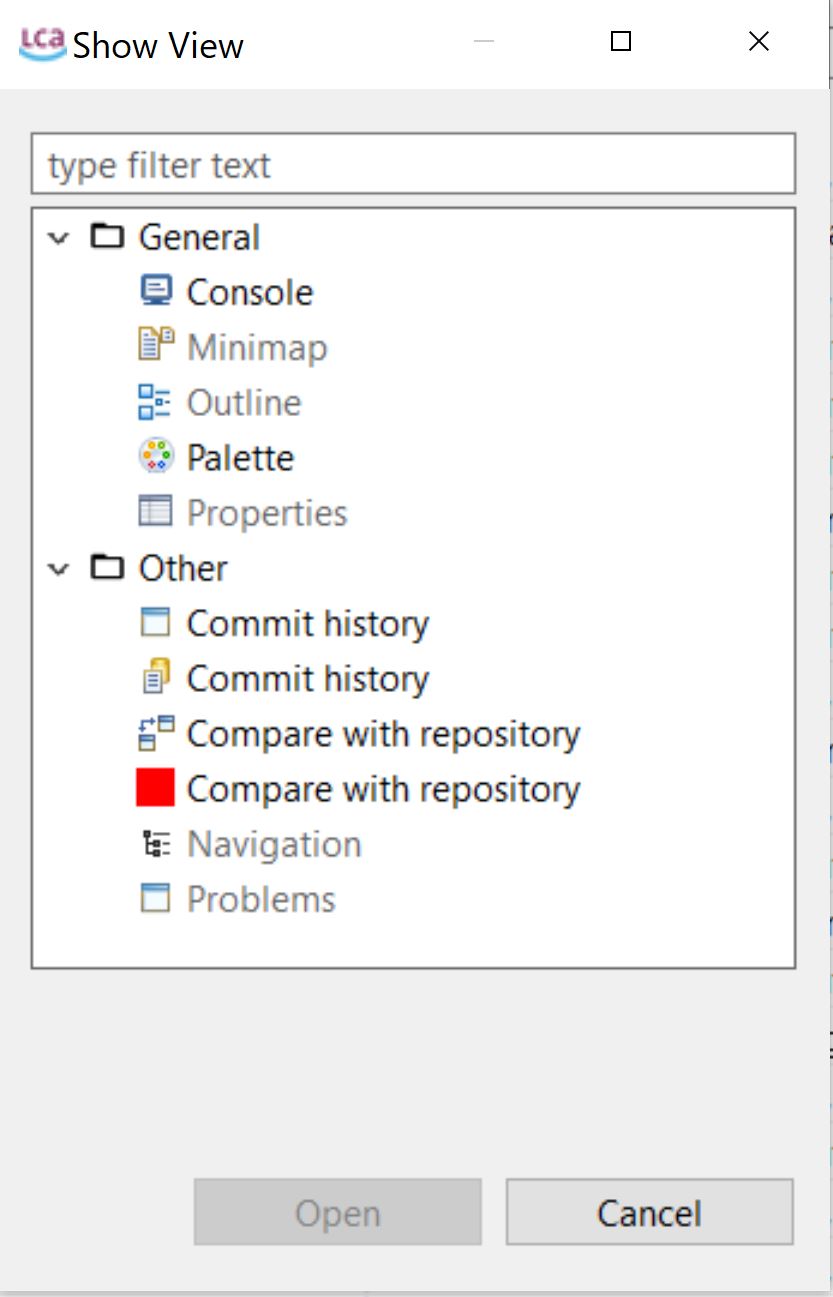 LCA Show View
type filter text
General
Console
Minimap
Outline
Palette
Properties
Other
Commit history
Commit history
Compare with repository
Compare with repository
Navigation
Problems
Open Cancel